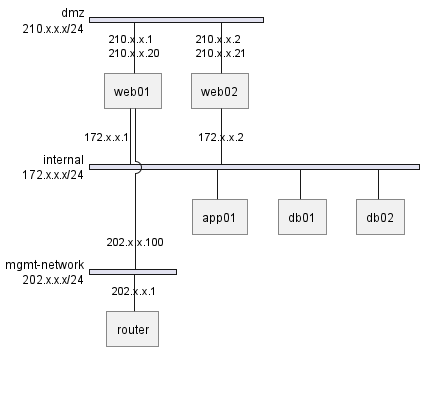 dmz
210.x.x.x/24
210.x.x.1
210.x.x.20
210.x.x.2
210.x.x.21
web01
web02
172.x.x.1
172.x.x.2
internal
172.x.x.x/24
app01
db01
db02
202.x.x.100
mgmt-network
202.x.x.x/24
202.x.x.1
router